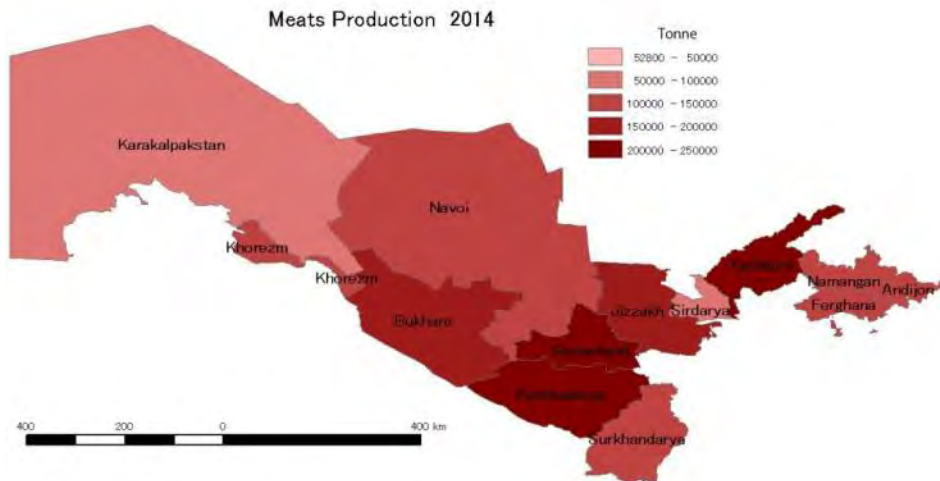 Meats Production 2014
Tonne
52800 - 50000
50000 - 100000
100000 - 150000
150000 - 200000
200000 - 250000
Karakalpakstan
Navoi
Khorezm
Khorezm
Bukhara
Jizzakh
Sirdarya
Namangan
Andijon
Ferghana
Surkhandarya
400 200 0 400 km